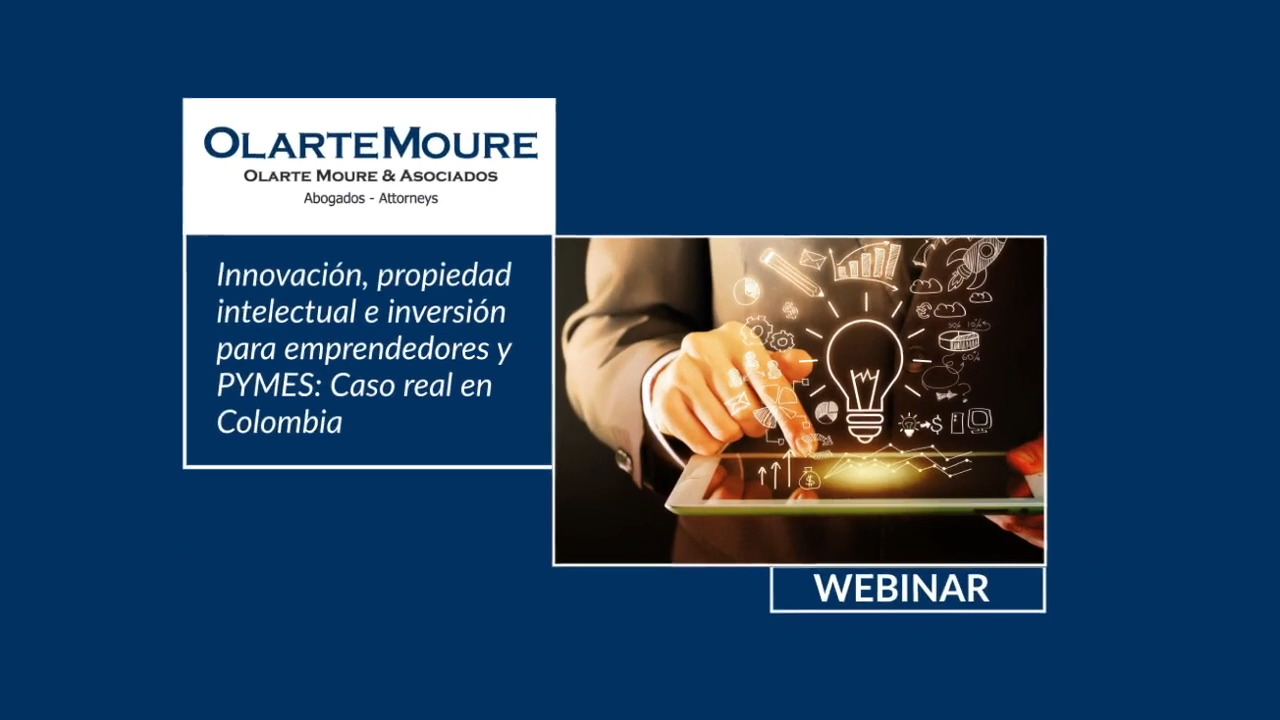 OLARTEMOURE
OLARTE MOURE & ASOCIADOS
Abogados - Attorneys
Innovación, propiedad
intelectual e inversión
para emprendedores y
PYMES: Caso real en
Colombia
WEBINAR